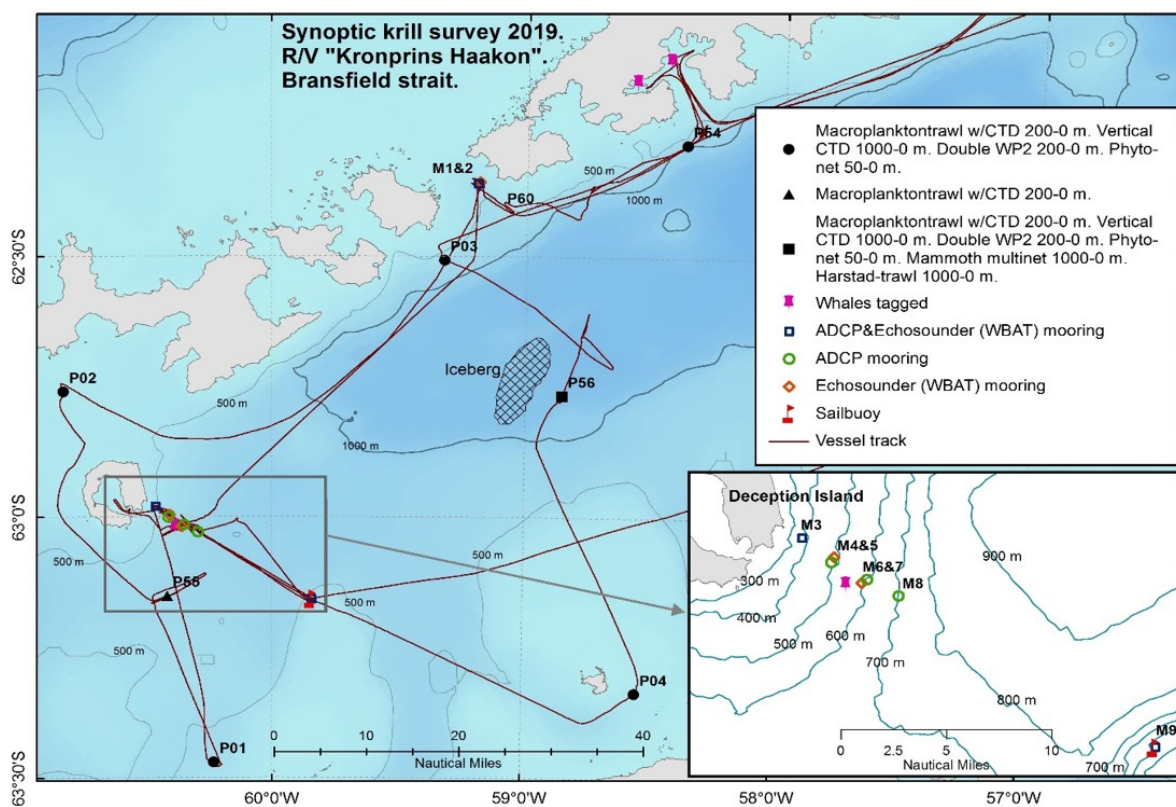 Synoptic krill survey 2019.
R/V "Kronprins Haakon".
Bransfield strait.
P54
M1&2
500 m
P60
1000 m
P03
62°30'S
Iceberg
P56
P02
500 m
1000 m
63°0'S
500 m
P55
500 m
500 m
500 m
P04
P01
0 10 20 40
Nautical Miles
63°30'S
60°0'W
59°0'W
58°0'W
57°0'W
Macroplanktontrawl w/CTD 200-0 m. Vertical
CTD 1000-0 m. Double WP2 200-0 m. Phyto-
net 50-0 m.
Macroplanktontrawl w/CTD 200-0 m.
Macroplanktontrawl w/CTD 200-0 m. Vertical
CTD 1000-0 m. Double WP2 200-0 m. Phyto-
net 50-0 m. Mammoth multinet 1000-0 m.
Harstad-trawl 1000-0 m.
Whales tagged
ADCP&Echosounder (WBAT) mooring
ADCP mooring
Echosounder (WBAT) mooring
Sailbuoy
Vessel track
Deception Island
M3
M4&5
900 m
M6&7
300 m
M8
400 m
500 m
600 m
700 m
800 m
M9
0 2.5 5 10
Nautical Miles
700 m